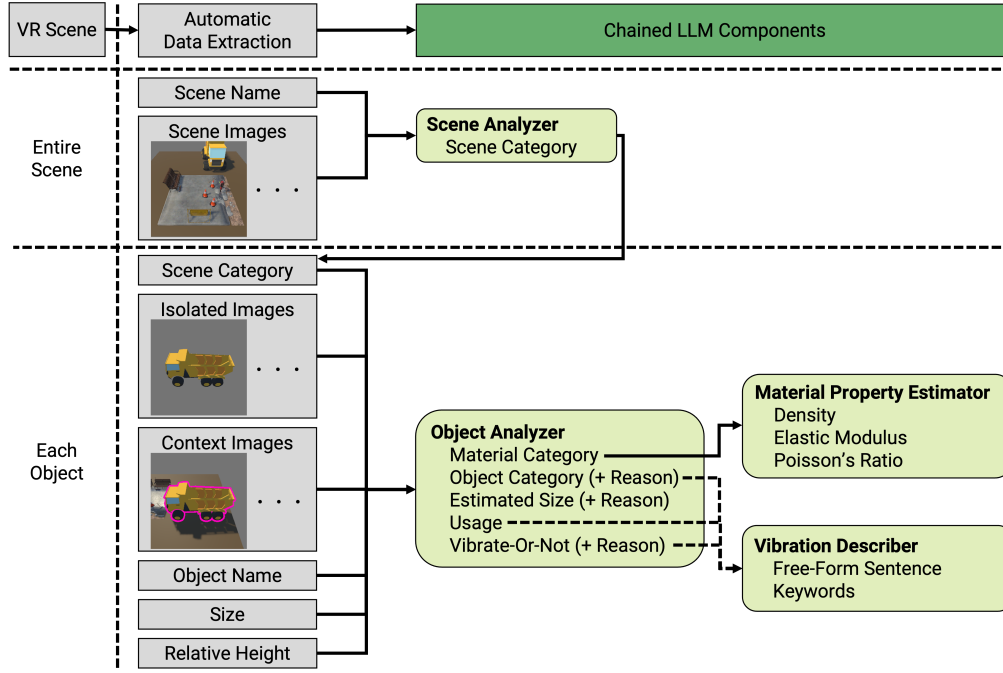 VR Scene
Automatic
Data Extraction
Chained LLM Components
Entire
Scene
Scene Name
Scene Images
. . .
Scene Analyzer
Scene Category
Each
Object
Scene Category
Isolated Images
. . .
Context Images
. . .
Object Name
Size
Relative Height
Object Analyzer
Material Category
Object Category (+ Reason)
Estimated Size (+ Reason)
Usage
Vibrate-Or-Not (+ Reason)
Material Property Estimator
Density
Elastic Modulus
Poisson's Ratio
Vibration Describer
Free-Form Sentence
Keywords